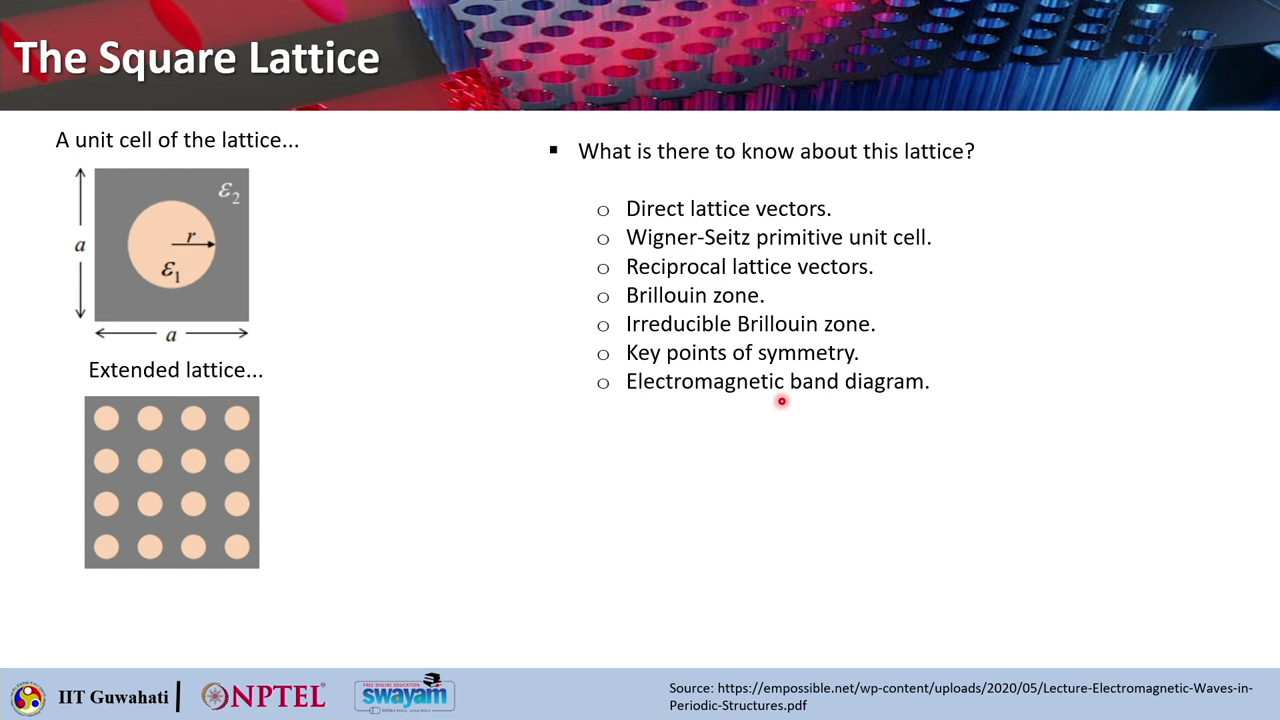 The Square Lattice
A unit cell of the lattice...
ε2
a
r
ε1
a
Extended lattice...
▪ What is there to know about this lattice?
o Direct lattice vectors.
o Wigner-Seitz primitive unit cell.
o Reciprocal lattice vectors.
o Brillouin zone.
o Irreducible Brillouin zone.
o Key points of symmetry.
o Electromagnetic band diagram.
IIT Guwahati
NPTEL
FREE ONLINE EDUCATION
swayam
Source: https://empossible.net/wp-content/uploads/2020/05/Lecture-Electromagnetic-Waves-in-
Periodic-Structures.pdf